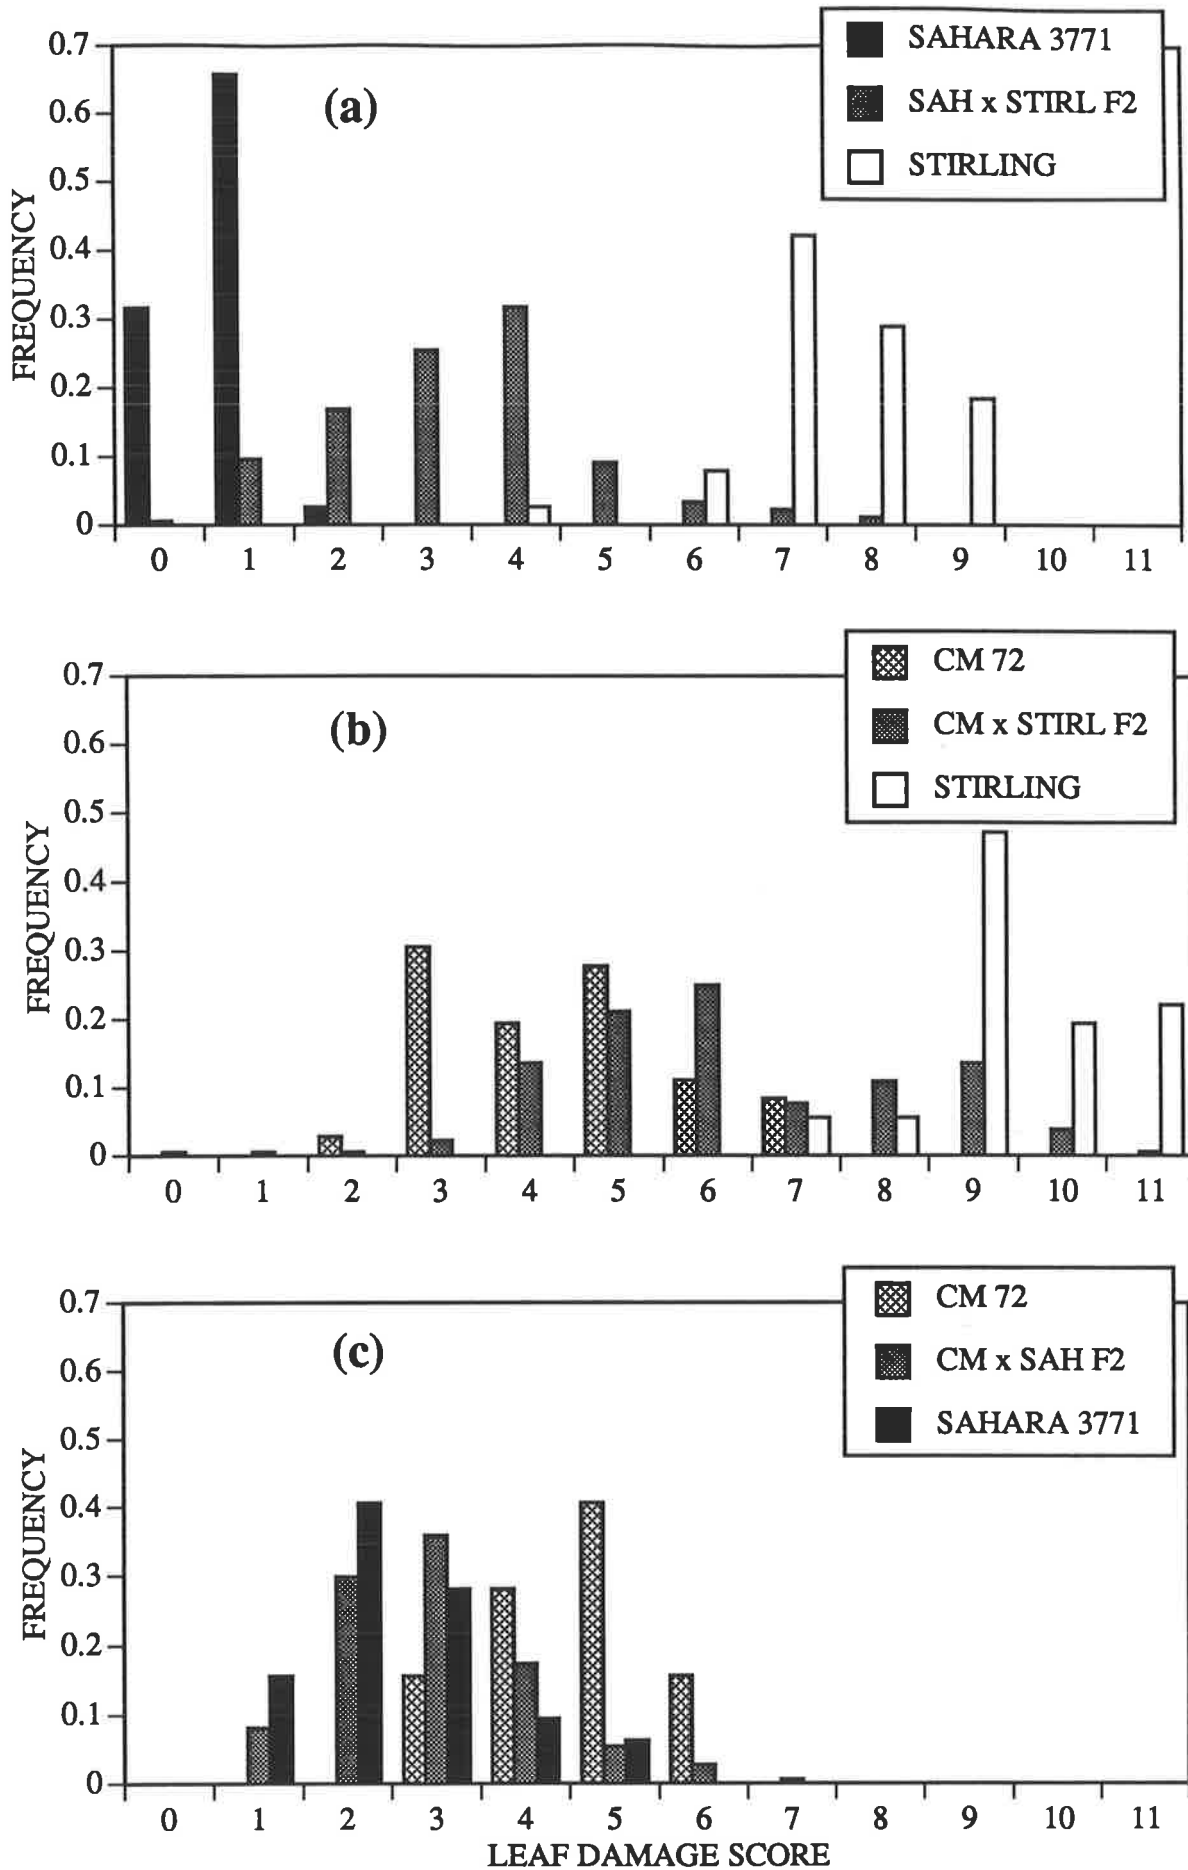 SAHARA 3771
SAH x STIRL F2
STIRLING
(a)
FREQUENCY
0.7
0.6
0.5
0.4
0.3
0.2
0.1
0
0 1 2 3 4 5 6 7 8 9 10 11
CM 72
CM x STIRL F2
STIRLING
(b)
FREQUENCY
0.7
0.6
0.5
0.4
0.3
0.2
0.1
0
0 1 2 3 4 5 6 7 8 9 10 11
CM 72
CM x SAH F2
SAHARA 3771
(c)
FREQUENCY
0.7
0.6
0.5
0.4
0.3
0.2
0.1
0
0 1 2 3 4 5 6 7 8 9 10 11
LEAF DAMAGE SCORE